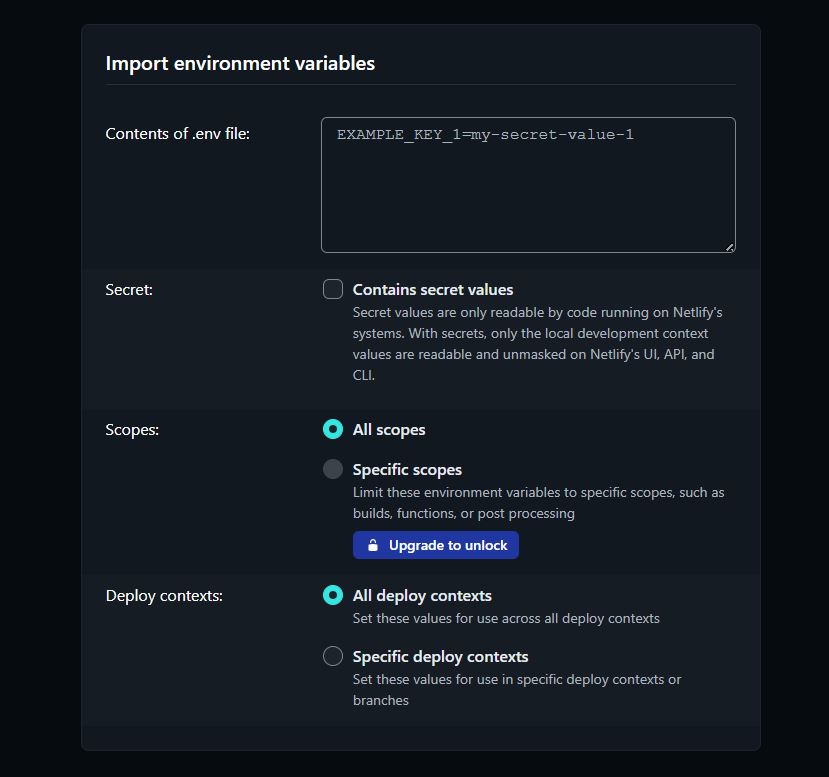 Import environment variables
Contents of .env file:
EXAMPLE_KEY_1=my-secret-value-1
Secret:
Contains secret values
Secret values are only readable by code running on Netlify's
systems. With secrets, only the local development context
values are readable and unmasked on Netlify's UI, API, and
CLI.
Scopes:
All scopes
Specific scopes
Limit these environment variables to specific scopes, such as
builds, functions, or post processing
Upgrade to unlock
Deploy contexts:
All deploy contexts
Set these values for use across all deploy contexts
Specific deploy contexts
Set these values for use in specific deploy contexts or
branches